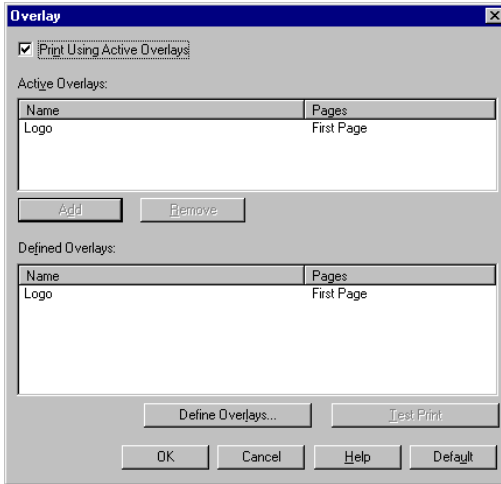 Overlay
Print Using Active Overlays
Active Overlays:
Name Pages
Logo First Page
Add Remove
Defined Overlays:
Name Pages
Logo First Page
Define Overlays... Test Print
OK Cancel Help Default